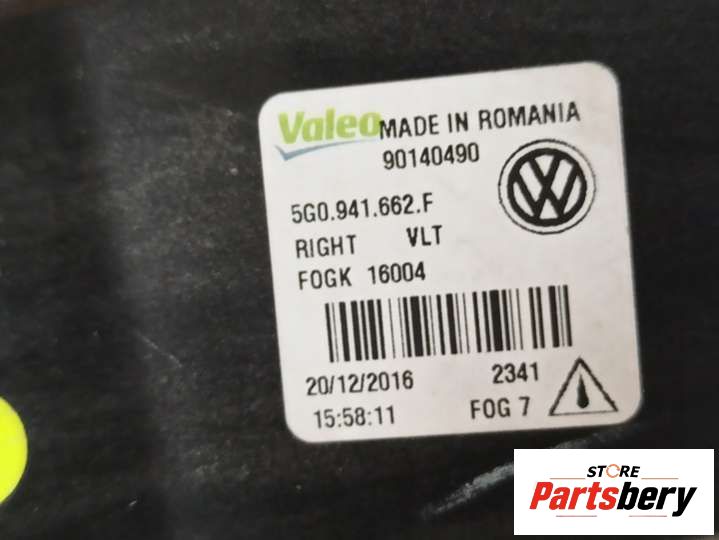 Valeo MADE IN ROMANIA
90140490
5G0.941.662.F
RIGHT VLT
FOGK 16004
20/12/2016 2341
15:58:11 FOG 7
STORE
Partsbery